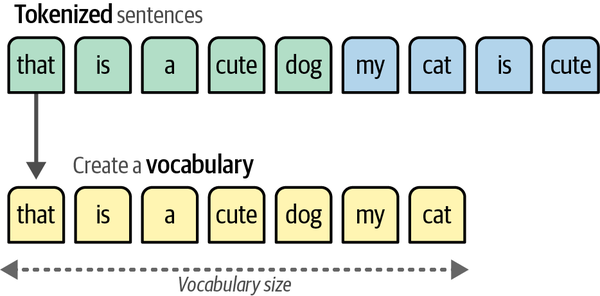 Tokenized sentences
that is a cute dog my cat is cute
Create a vocabulary
that is a cute dog my cat
Vocabulary size